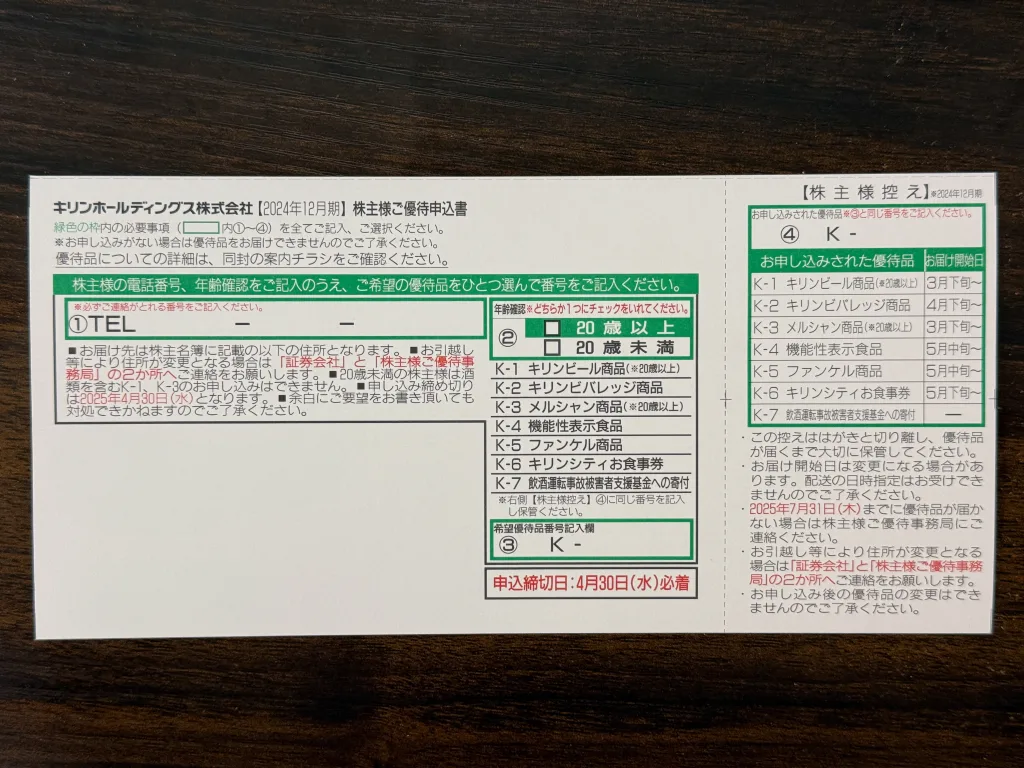 キリンホールディングス株式会社【2024年12月期】株主様ご優待申込書
緑色の枠内の必要事項（　　内①〜④）を全てご記入、ご選択ください。
※お申し込みがない場合は優待品をお届けできませんのでご了承ください。
優待品についての詳細は、同封の案内チラシをご確認ください。
株主様の電話番号、年齢確認をご記入のうえ、ご希望の優待品をひとつ選んで番号をご記入ください。
※必ずご連絡がとれる番号をご記入ください。
①TEL　　−　　−
■お届け先は株主名簿に記載の以下の住所となります。■お引越し
等により住所が変更となる場合は「証券会社」と「株主様ご優待事
務局」の2か所へご連絡をお願いします。■20歳未満の株主様は酒
類を含むK-1、K-3のお申し込みはできません。■申し込み締め切り
は2025年4月30日(水)となります。■余白にご要望をお書き頂いても
対処できかねますのでご了承ください。
年齢確認※どちらか1つにチェックをいれてください。
②
□ 20歳以上
□ 20歳未満
K-1 キリンビール商品(※20歳以上)
K-2 キリンビバレッジ商品
K-3 メルシャン商品(※20歳以上)
K-4 機能性表示食品
K-5 ファンケル商品
K-6 キリンシティお食事券
K-7 飲酒運転事故被害者支援基金への寄付
※右側【株主様控え】④に同じ番号を記入
し保管ください。
希望優待品番号記入欄
③ K -
申込締切日：4月30日(水)必着
【株主様控え】※2024年12月期
お申し込みされた優待品※③と同じ番号をご記入ください。
④ K -
お申し込みされた優待品 お届け開始日
K-1 キリンビール商品(※20歳以上) 3月下旬〜
K-2 キリンビバレッジ商品 4月下旬〜
K-3 メルシャン商品(※20歳以上) 3月下旬〜
K-4 機能性表示食品 5月中旬〜
K-5 ファンケル商品 5月中旬〜
K-6 キリンシティお食事券 5月下旬〜
K-7 飲酒運転事故被害者支援基金への寄付 —
・この控えははがきと切り離し、優待品
が届くまで大切に保管してください。
・お届け開始日は変更になる場合があ
ります。配送の日時指定はお受けでき
ませんのでご了承ください。
・2025年7月31日(木)までに優待品が届か
ない場合は株主様ご優待事務局にご
連絡ください。
・お引越し等により住所が変更となる
場合は「証券会社」と「株主様ご優待事務
局」の2か所へご連絡をお願いします。
・お申し込み後の優待品の変更はでき
ませんのでご了承ください。